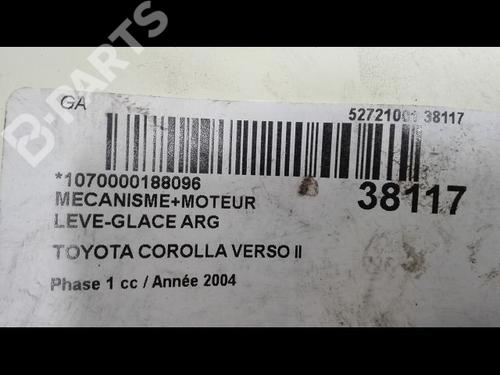 B-PARTS
GA
52721001 38117
*1070000188096
38117
MECANISME+MOTEUR
LEVE-GLACE ARG
TOYOTA COROLLA VERSO II
Phase 1 cc / Année 2004